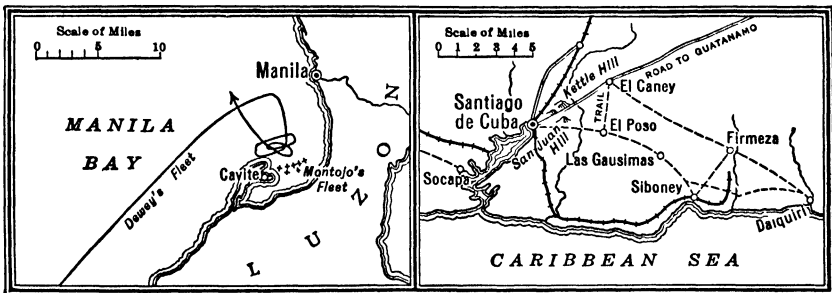 Scale of Miles
0 5 10
Manila
MANILA
BAY
Dewey's Fleet
Cavite
Montojo's
Fleet
LUZON
Scale of Miles
0 1 2 3 4 5
Kettle Hill
ROAD TO GUATANAMO
El Caney
TRAIL
Santiago
de Cuba
San Juan
Hill
El Poso
Firmeza
Las Gausimas
Socapa
Siboney
Daiquiri
CARIBBEAN SEA